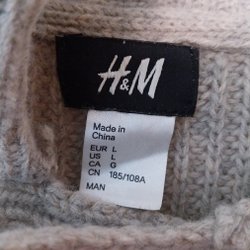 H&M
Made in
China
EUR L
US L
CA G
CN 185/108A
MAN